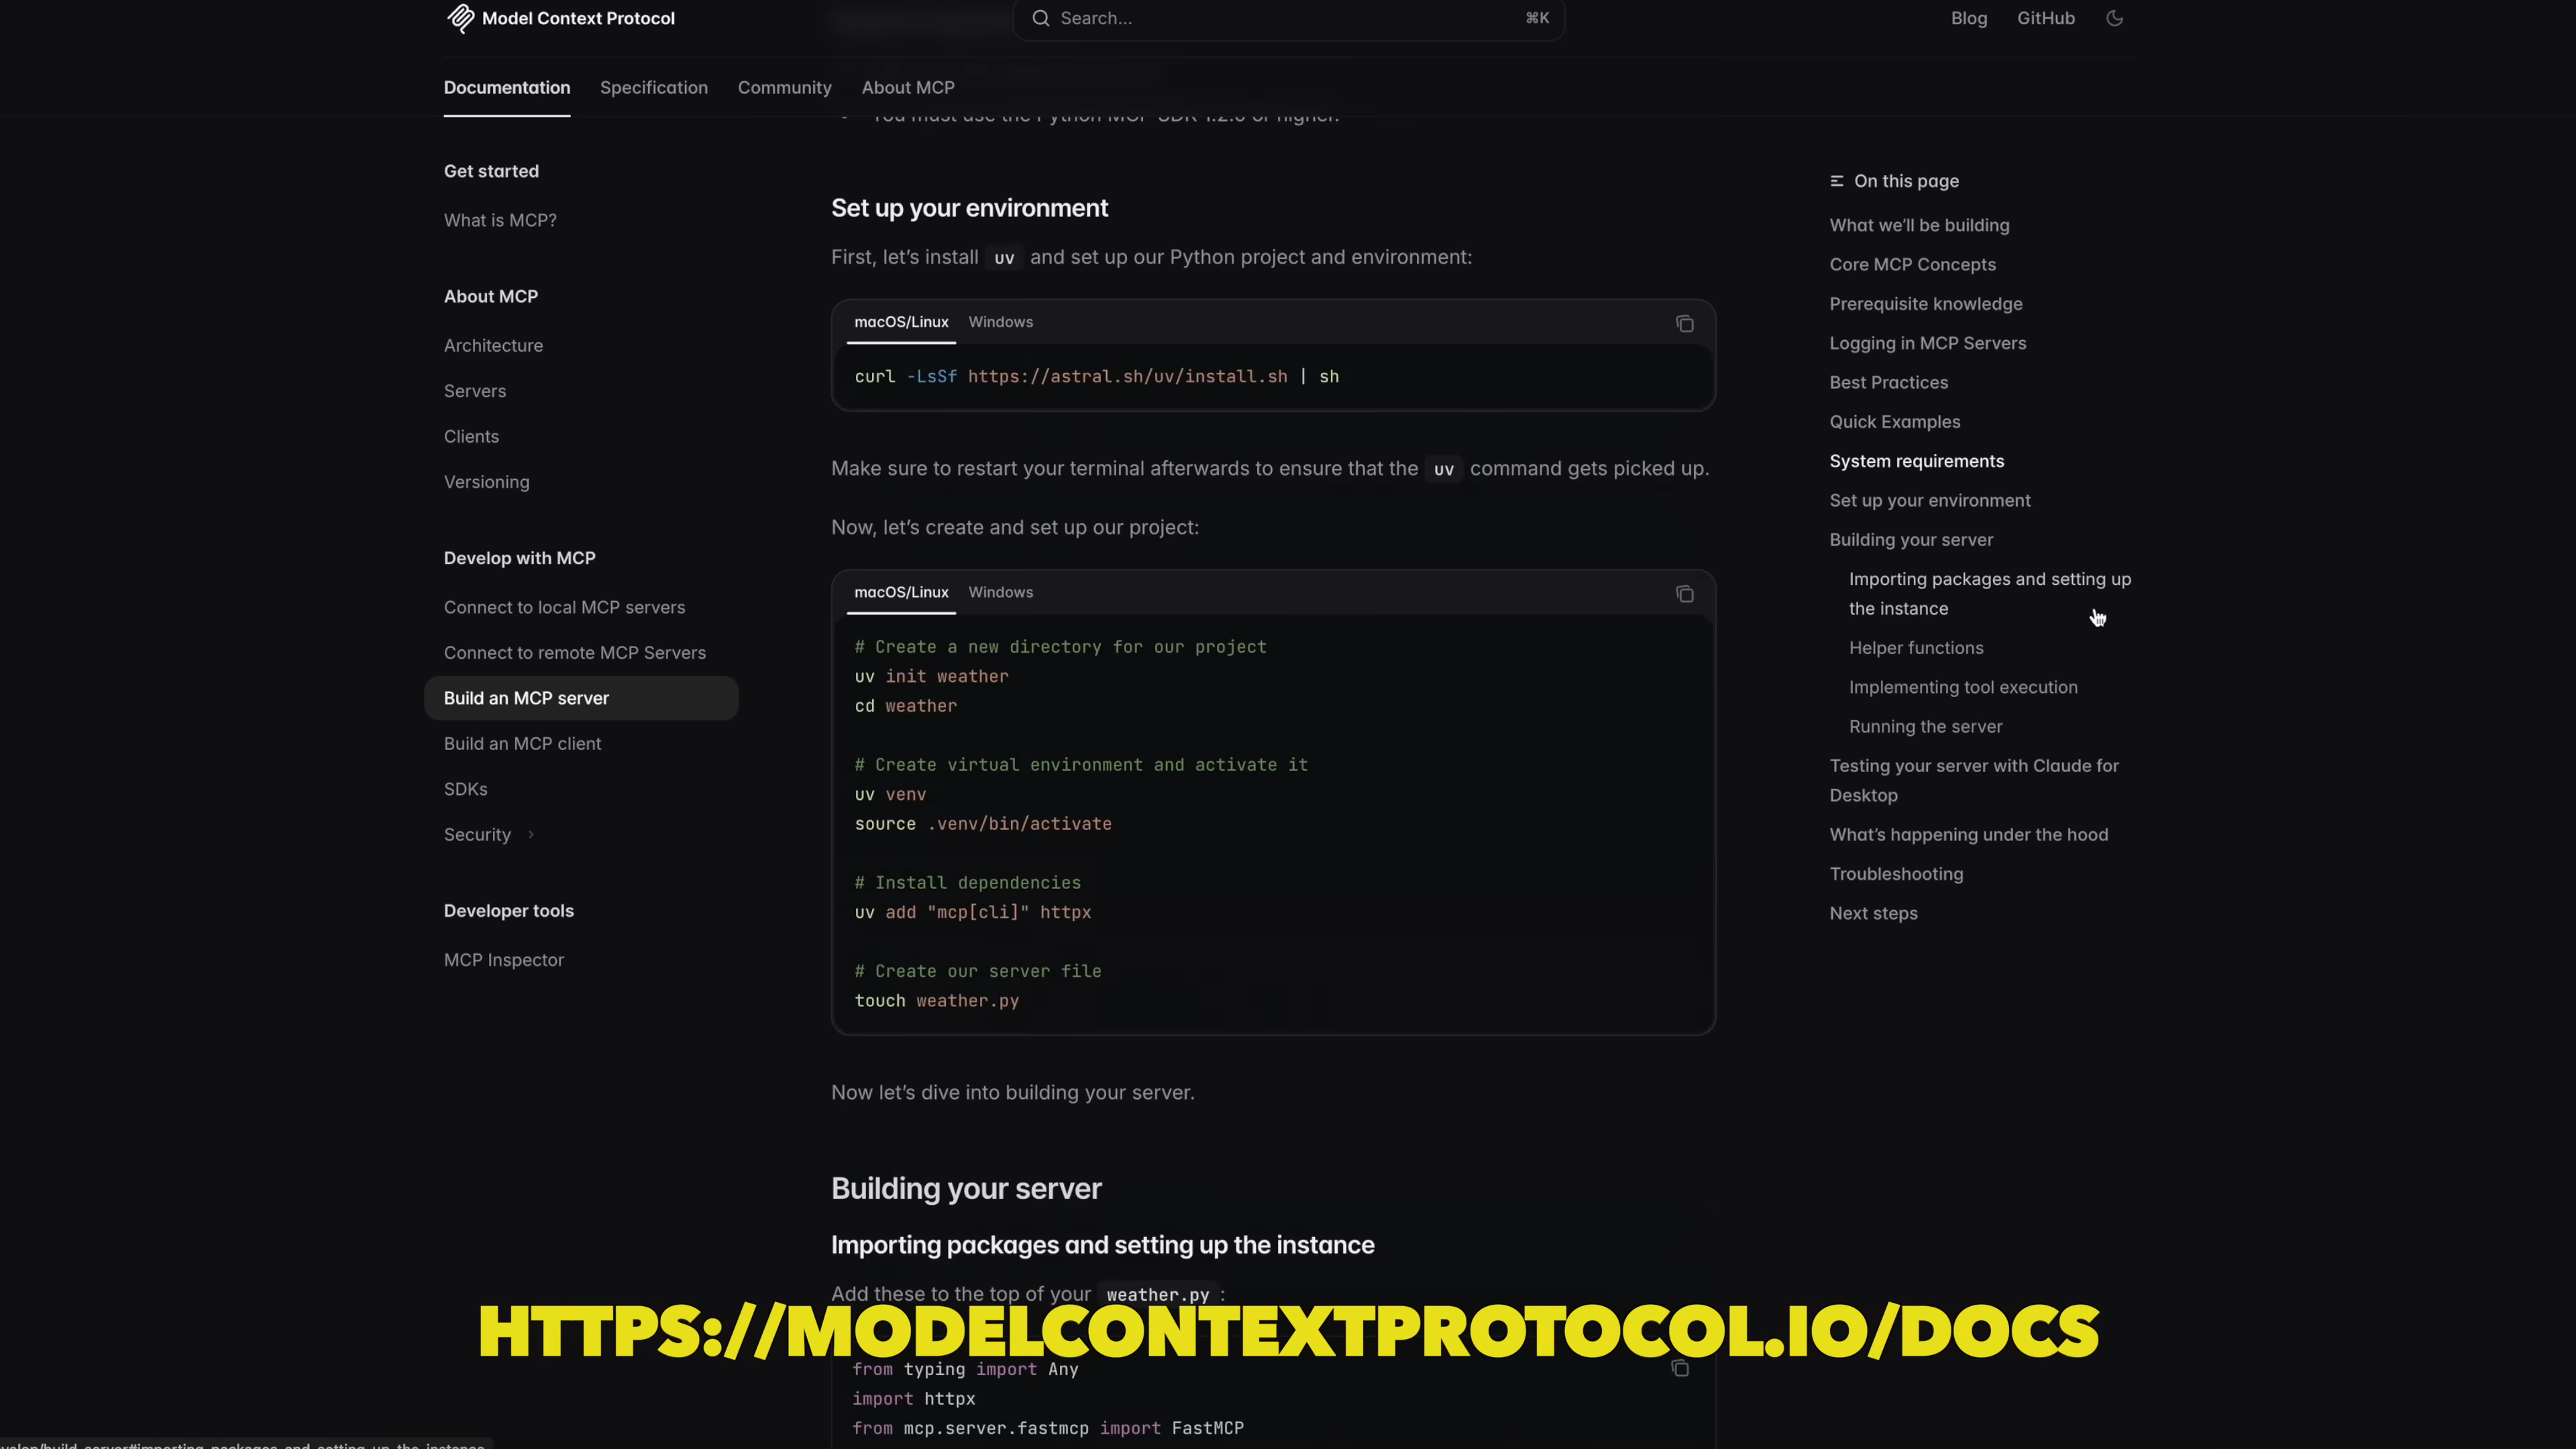 Model Context Protocol
Search...
⌘K
Blog
GitHub
Documentation
Specification
Community
About MCP
You must use the Python MCP SDK 1.2.0 or higher.
Get started
What is MCP?
About MCP
Architecture
Servers
Clients
Versioning
Develop with MCP
Connect to local MCP servers
Connect to remote MCP Servers
Build an MCP server
Build an MCP client
SDKs
Security
Developer tools
MCP Inspector
Set up your environment
First, let’s install uv and set up our Python project and environment:
macOS/Linux
Windows
curl -LsSf https://astral.sh/uv/install.sh | sh
Make sure to restart your terminal afterwards to ensure that the uv command gets picked up.
Now, let’s create and set up our project:
macOS/Linux
Windows
# Create a new directory for our project
uv init weather
cd weather
# Create virtual environment and activate it
uv venv
source .venv/bin/activate
# Install dependencies
uv add "mcp[cli]" httpx
# Create our server file
touch weather.py
Now let’s dive into building your server.
Building your server
Importing packages and setting up the instance
Add these to the top of your weather.py :
HTTPS://MODELCONTEXTPROTOCOL.IO/DOCS
from typing import Any
import httpx
from mcp.server.fastmcp import FastMCP
On this page
What we’ll be building
Core MCP Concepts
Prerequisite knowledge
Logging in MCP Servers
Best Practices
Quick Examples
System requirements
Set up your environment
Building your server
Importing packages and setting up
the instance
Helper functions
Implementing tool execution
Running the server
Testing your server with Claude for
Desktop
What’s happening under the hood
Troubleshooting
Next steps